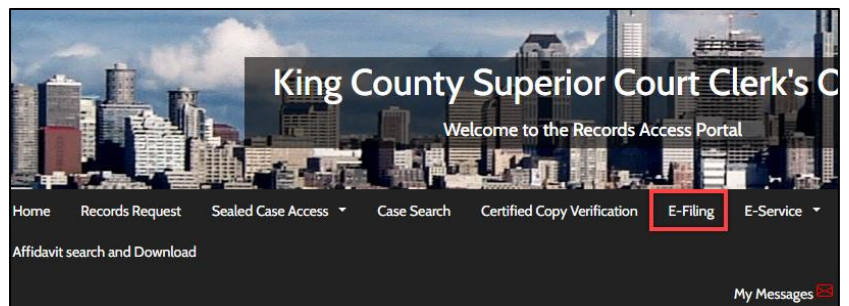 King County Superior Court Clerk's O
Welcome to the Records Access Portal
Home Records Request Sealed Case Access Case Search Certified Copy Verification E-Filing E-Service
Affidavit search and Download
My Messages